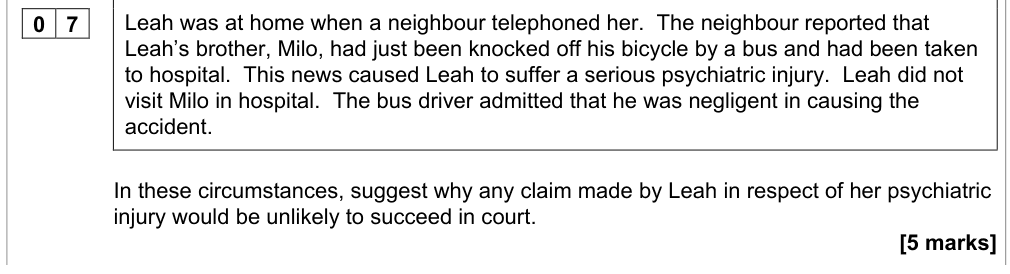 0 7
Leah was at home when a neighbour telephoned her.  The neighbour reported that
Leah's brother, Milo, had just been knocked off his bicycle by a bus and had been taken
to hospital.  This news caused Leah to suffer a serious psychiatric injury.  Leah did not
visit Milo in hospital.  The bus driver admitted that he was negligent in causing the
accident.
In these circumstances, suggest why any claim made by Leah in respect of her psychiatric
injury would be unlikely to succeed in court.
[5 marks]